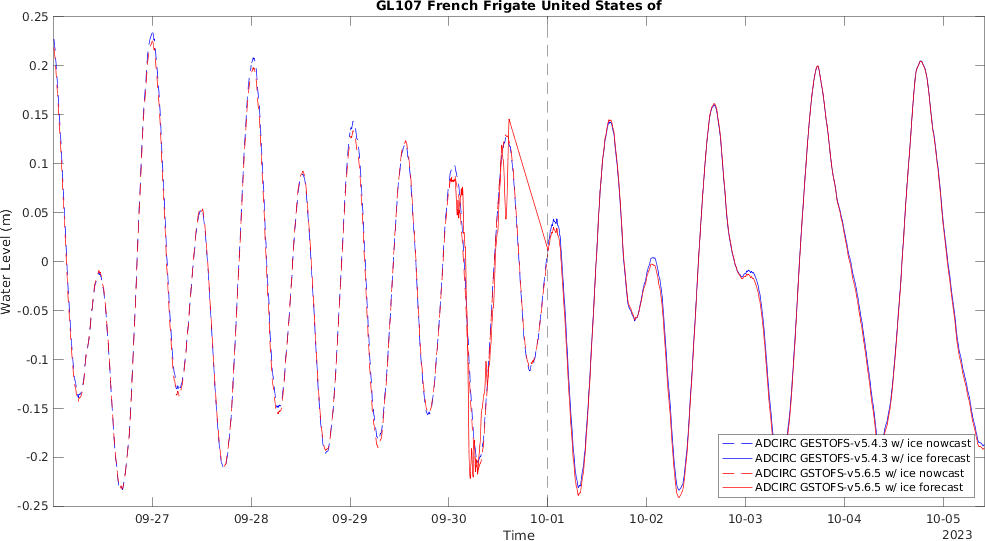 GL107 French Frigate United States of
0.25
0.2
0.15
0.1
0.05
0
-0.05
-0.1
-0.15
-0.2
-0.25
Water Level (m)
ADCIRC GESTOFS-v5.4.3 w/ ice nowcast
ADCIRC GESTOFS-v5.4.3 w/ ice forecast
ADCIRC GSTOFS-v5.6.5 w/ ice nowcast
ADCIRC GSTOFS-v5.6.5 w/ ice forecast
09-27 09-28 09-29 09-30 10-01 10-02 10-03 10-04 10-05
Time
2023